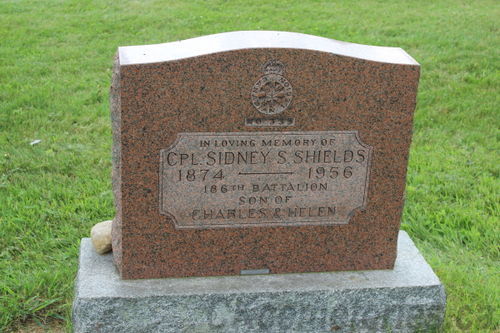 IN LOVING MEMORY OF
CPL. SIDNEY S. SHIELDS
1874 — 1956
186TH BATTALION
SON OF
CHARLES & HELEN